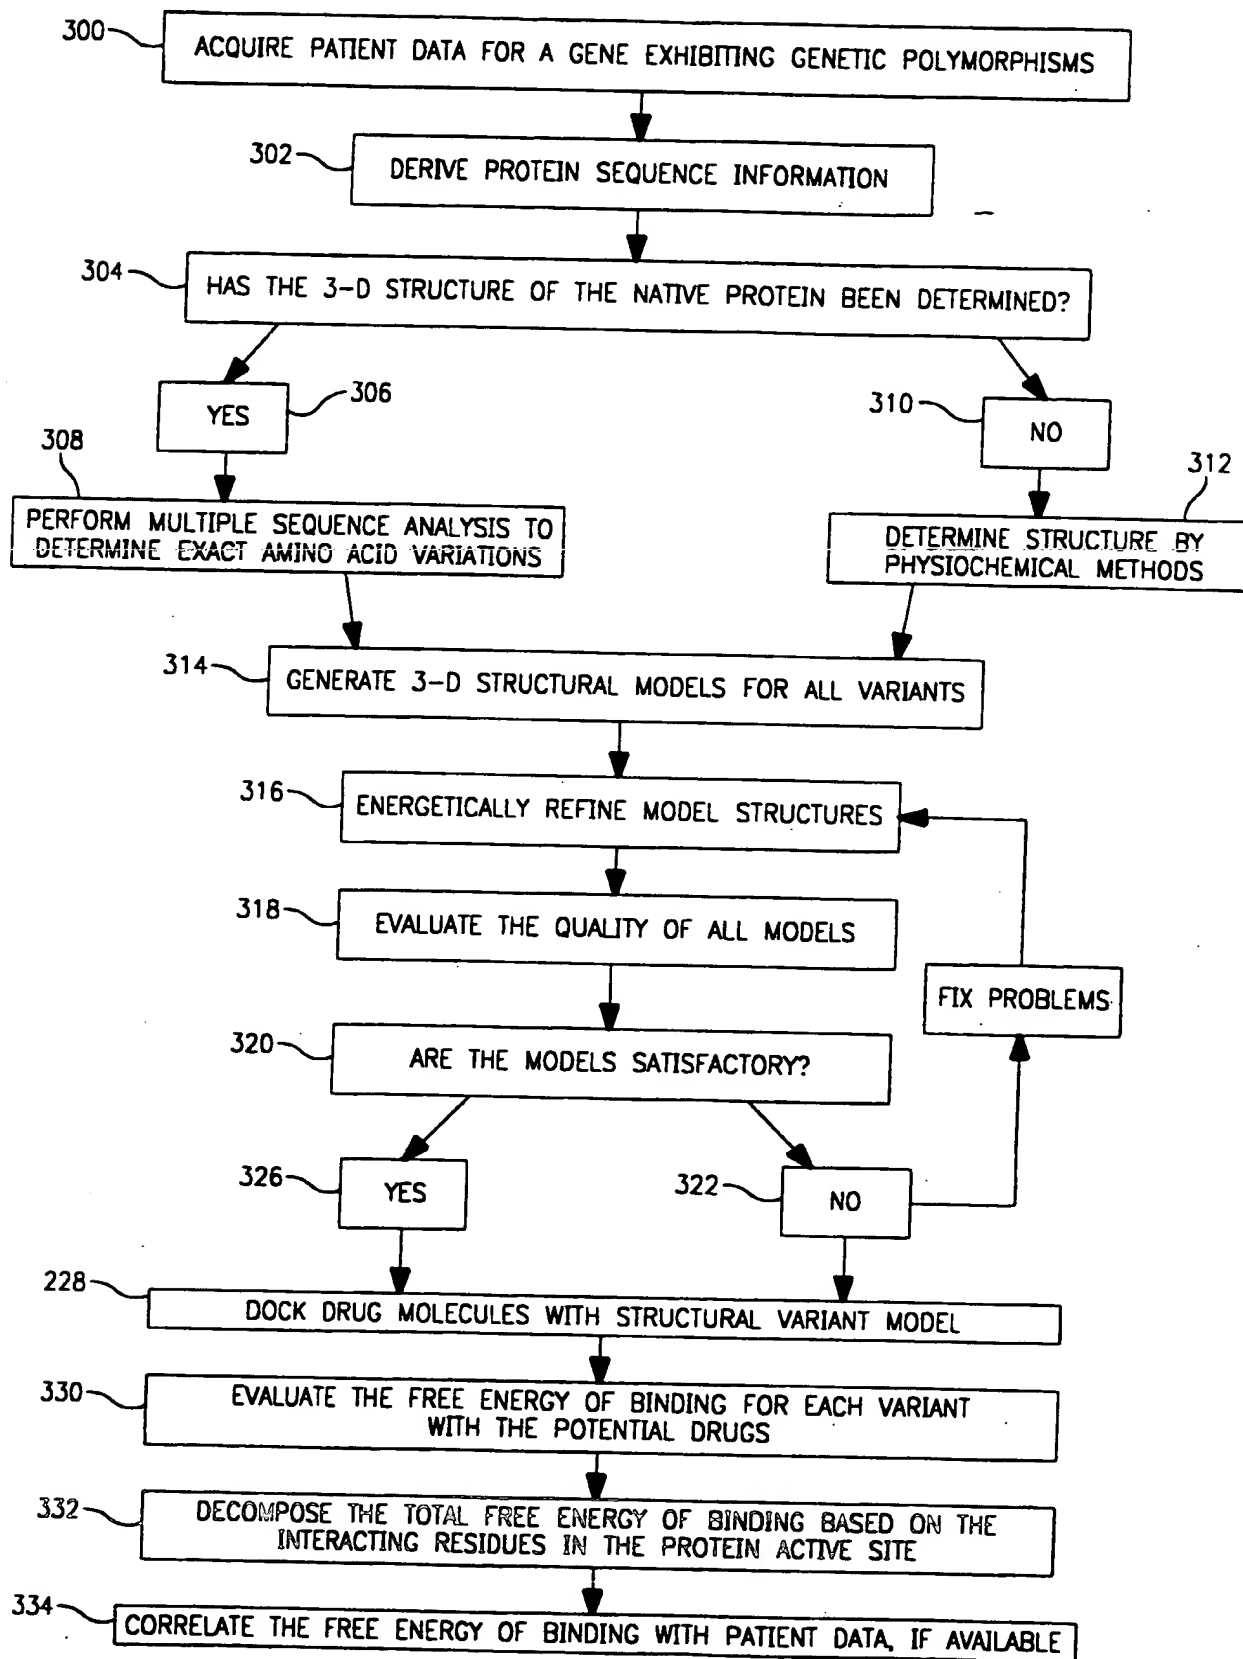 300
ACQUIRE PATIENT DATA FOR A GENE EXHIBITING GENETIC POLYMORPHISMS
302
DERIVE PROTEIN SEQUENCE INFORMATION
304
HAS THE 3-D STRUCTURE OF THE NATIVE PROTEIN BEEN DETERMINED?
306
YES
310
NO
308
PERFORM MULTIPLE SEQUENCE ANALYSIS TO
DETERMINE EXACT AMINO ACID VARIATIONS
312
DETERMINE STRUCTURE BY
PHYSIOCHEMICAL METHODS
314
GENERATE 3-D STRUCTURAL MODELS FOR ALL VARIANTS
316
ENERGETICALLY REFINE MODEL STRUCTURES
318
EVALUATE THE QUALITY OF ALL MODELS
FIX PROBLEMS
320
ARE THE MODELS SATISFACTORY?
326
YES
322
NO
228
DOCK DRUG MOLECULES WITH STRUCTURAL VARIANT MODEL
330
EVALUATE THE FREE ENERGY OF BINDING FOR EACH VARIANT
WITH THE POTENTIAL DRUGS
332
DECOMPOSE THE TOTAL FREE ENERGY OF BINDING BASED ON THE
INTERACTING RESIDUES IN THE PROTEIN ACTIVE SITE
334
CORRELATE THE FREE ENERGY OF BINDING WITH PATIENT DATA, IF AVAILABLE